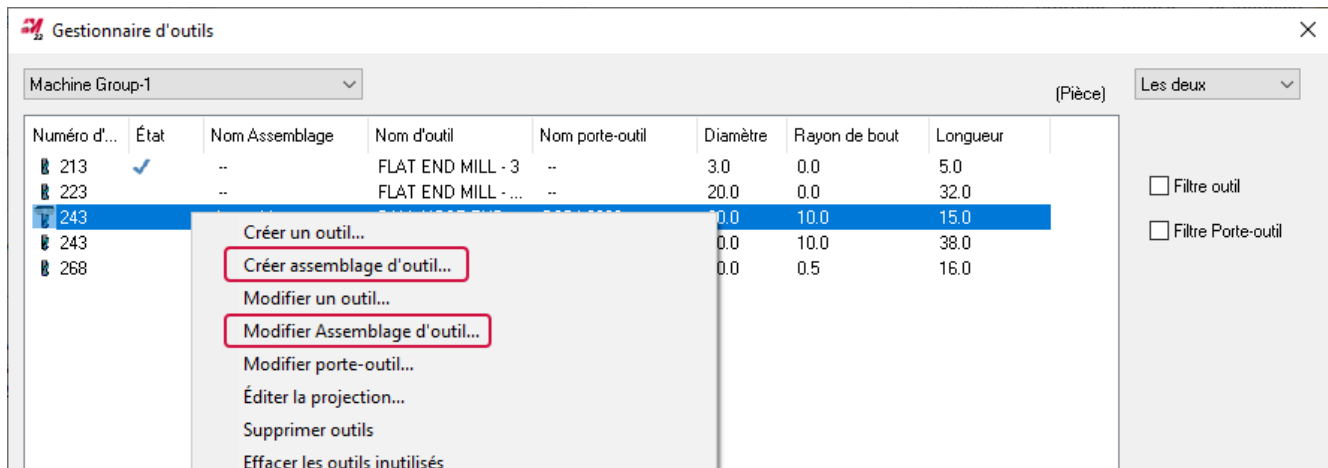 22 Gestionnaire d'outils
Machine Group-1
(Pièce)
Les deux
Numéro d'... État Nom Assemblage Nom d'outil Nom porte-outil Diamètre Rayon de bout Longueur
213 -- FLAT END MILL - 3 -- 3.0 0.0 5.0
223 -- FLAT END MILL - ... -- 20.0 0.0 32.0
243 10.0 15.0
243 10.0 38.0
268 0.5 16.0
Filtre outil
Filtre Porte-outil
Créer un outil...
Créer assemblage d'outil...
Modifier un outil...
Modifier Assemblage d'outil...
Modifier porte-outil...
Éditer la projection...
Supprimer outils
Effacer les outils inutilisés